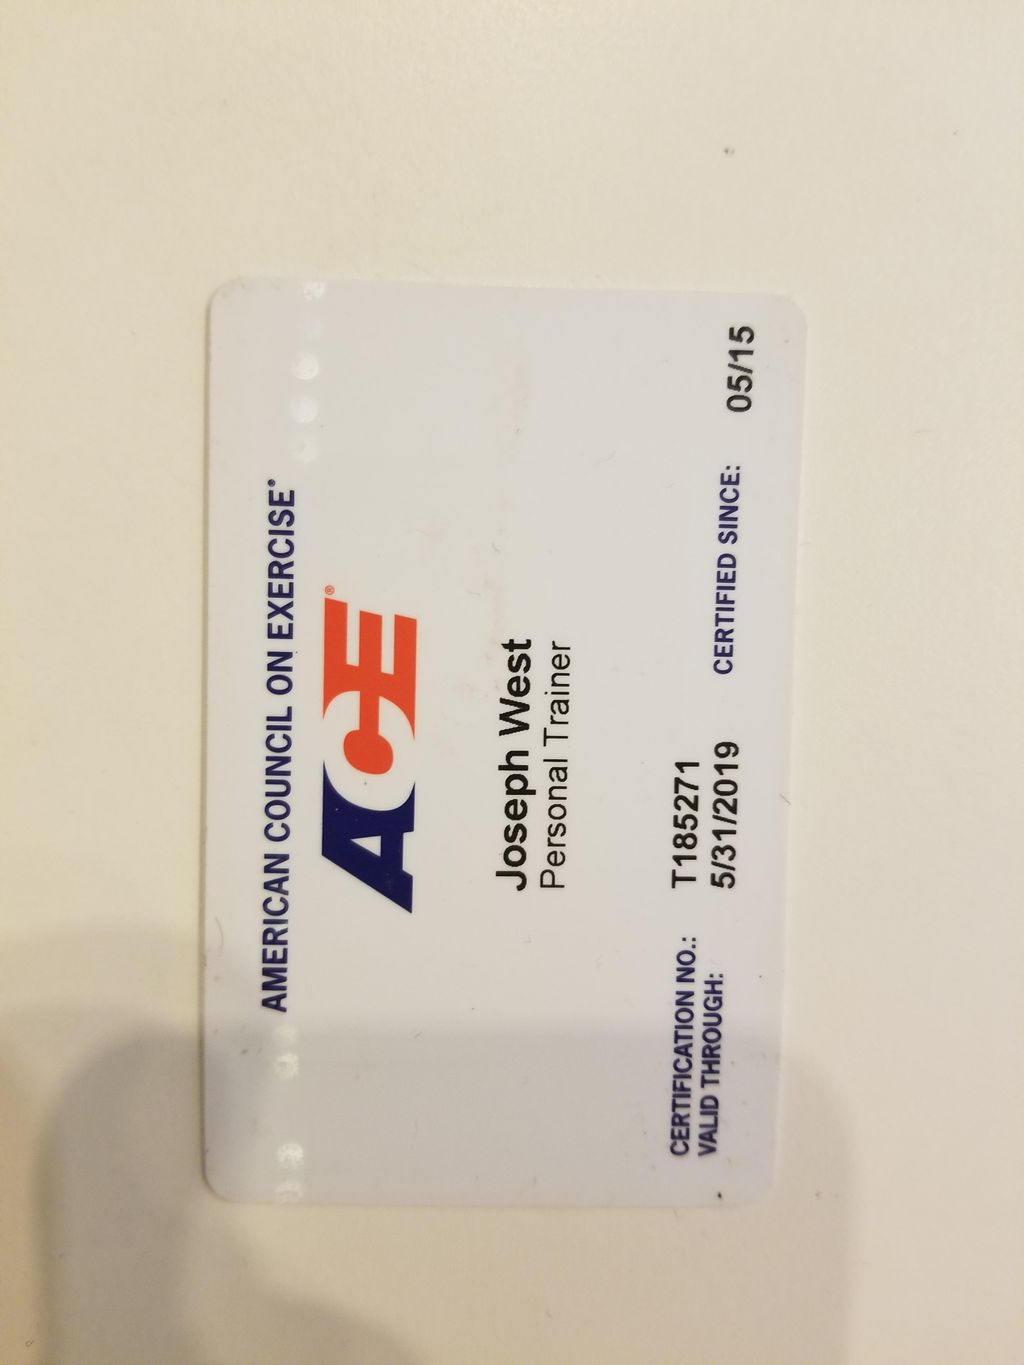 AMERICAN COUNCIL ON EXERCISE®
ACE®
Joseph West
Personal Trainer
CERTIFICATION NO.: T185271
VALID THROUGH: 5/31/2019 CERTIFIED SINCE: 05/15